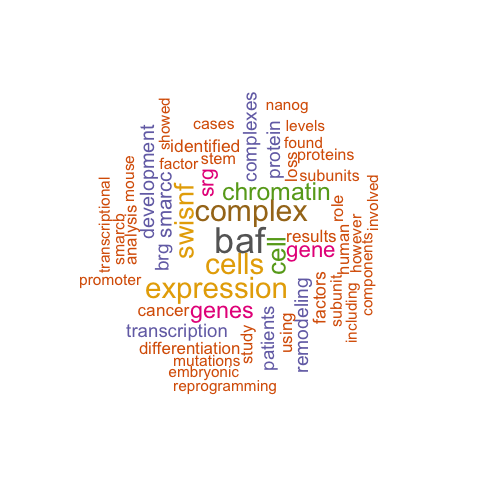 nanog
showed
complexes
cases
levels
protein
development
identified
found
mouse
factor
stem
loss
proteins
srg
subunits
transcriptional
smarcb
analysis
brg
smarcc
swisnf
chromatin
role
involved
complex
baf
cell
results
gene
human
however
cells
components
promoter
expression
factors
subunit
including
cancer
genes
transcription
patients
using
remodeling
differentiation
study
mutations
embryonic
reprogramming